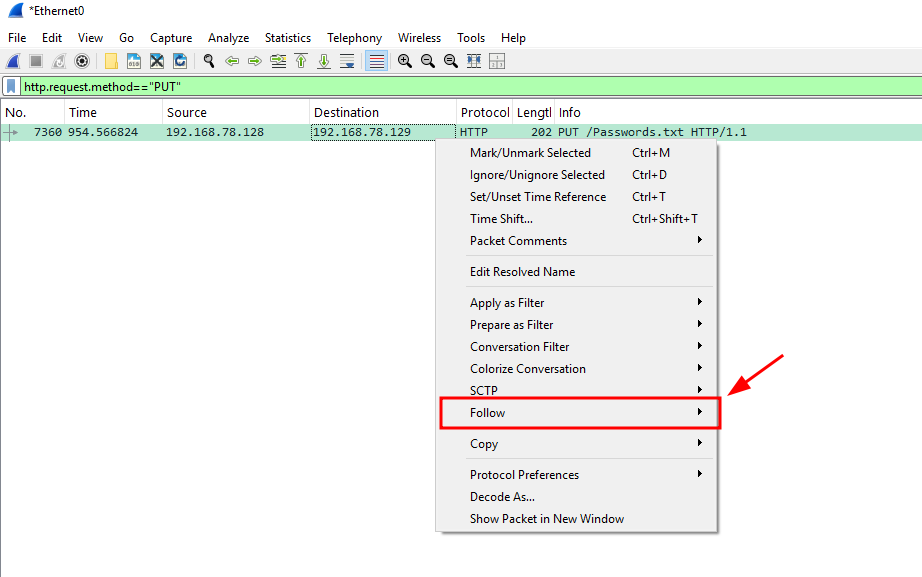 *Ethernet0
File Edit View Go Capture Analyze Statistics Telephony Wireless Tools Help
http.request.method=="PUT"
No. Time Source Destination Protocol Lengtl Info
7360 954.566824 192.168.78.128 192.168.78.129 HTTP 202 PUT /Passwords.txt HTTP/1.1
Mark/Unmark Selected Ctrl+M
Ignore/Unignore Selected Ctrl+D
Set/Unset Time Reference Ctrl+T
Time Shift... Ctrl+Shift+T
Packet Comments
Edit Resolved Name
Apply as Filter
Prepare as Filter
Conversation Filter
Colorize Conversation
SCTP
Follow
Copy
Protocol Preferences
Decode As...
Show Packet in New Window